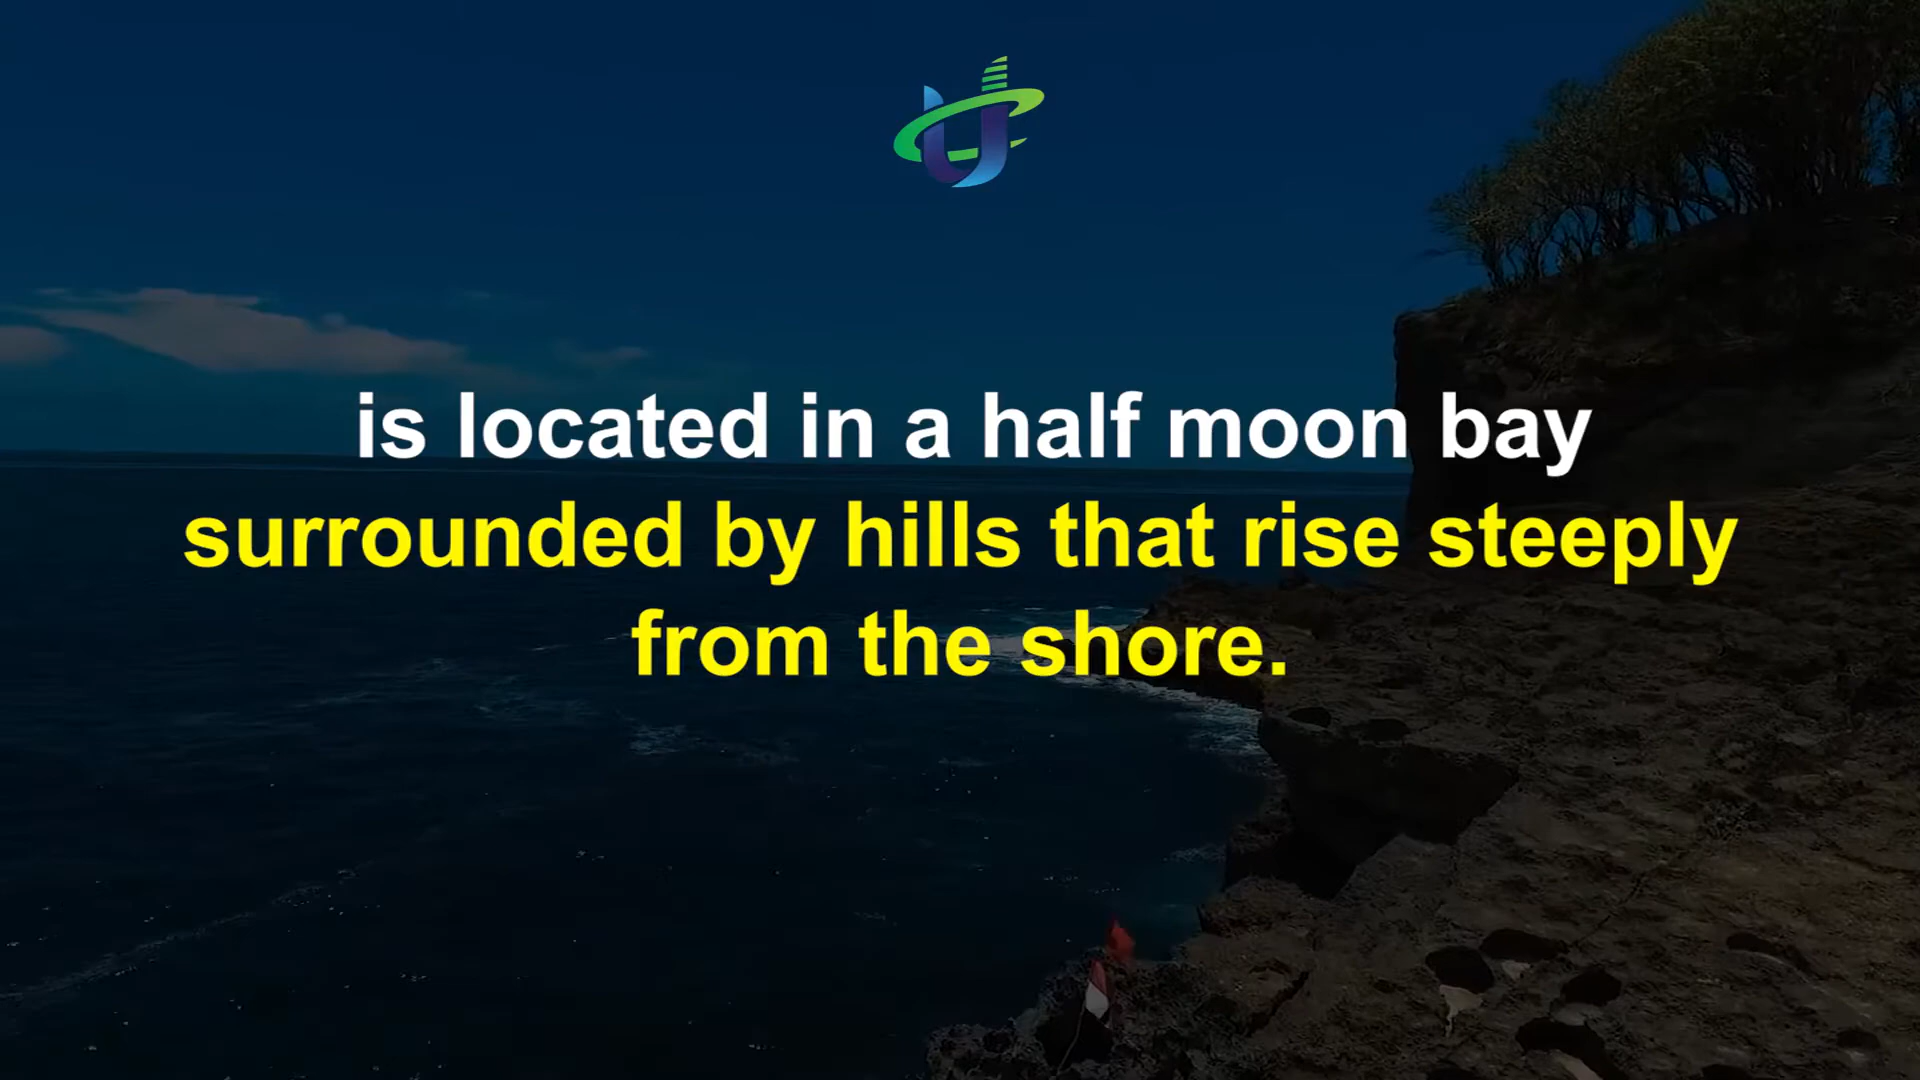 is located in a half moon bay
surrounded by hills that rise steeply
from the shore.